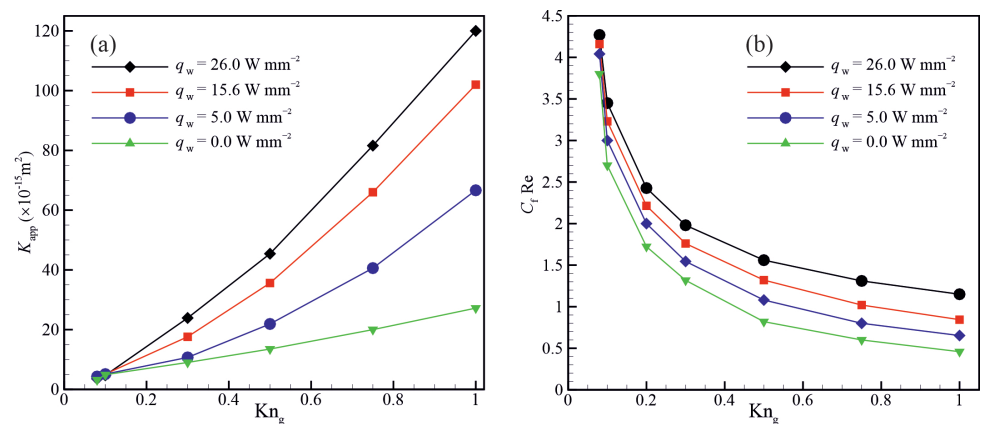 (a)
q_w = 26.0 W mm⁻²
q_w = 15.6 W mm⁻²
q_w = 5.0 W mm⁻²
q_w = 0.0 W mm⁻²
K_app (×10⁻¹⁵m²)
120
100
80
60
40
20
0
0 0.2 0.4 0.6 0.8 1
Kn_g
(b)
q_w = 26.0 W mm⁻²
q_w = 15.6 W mm⁻²
q_w = 5.0 W mm⁻²
q_w = 0.0 W mm⁻²
C_f Re
4.5
4
3.5
3
2.5
2
1.5
1
0.5
0
0 0.2 0.4 0.6 0.8 1
Kn_g